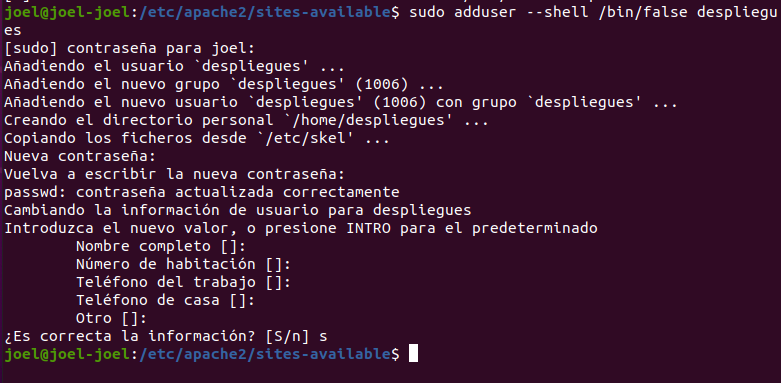 joel@joel-joel:/etc/apache2/sites-available$ sudo adduser --shell /bin/false despliegu
es
[sudo] contraseña para joel:
Añadiendo el usuario `despliegues' ...
Añadiendo el nuevo grupo `despliegues' (1006) ...
Añadiendo el nuevo usuario `despliegues' (1006) con grupo `despliegues' ...
Creando el directorio personal `/home/despliegues' ...
Copiando los ficheros desde `/etc/skel' ...
Nueva contraseña:
Vuelva a escribir la nueva contraseña:
passwd: contraseña actualizada correctamente
Cambiando la información de usuario para despliegues
Introduzca el nuevo valor, o presione INTRO para el predeterminado
        Nombre completo []:
        Número de habitación []:
        Teléfono del trabajo []:
        Teléfono de casa []:
        Otro []:
¿Es correcta la información? [S/n] s
joel@joel-joel:/etc/apache2/sites-available$